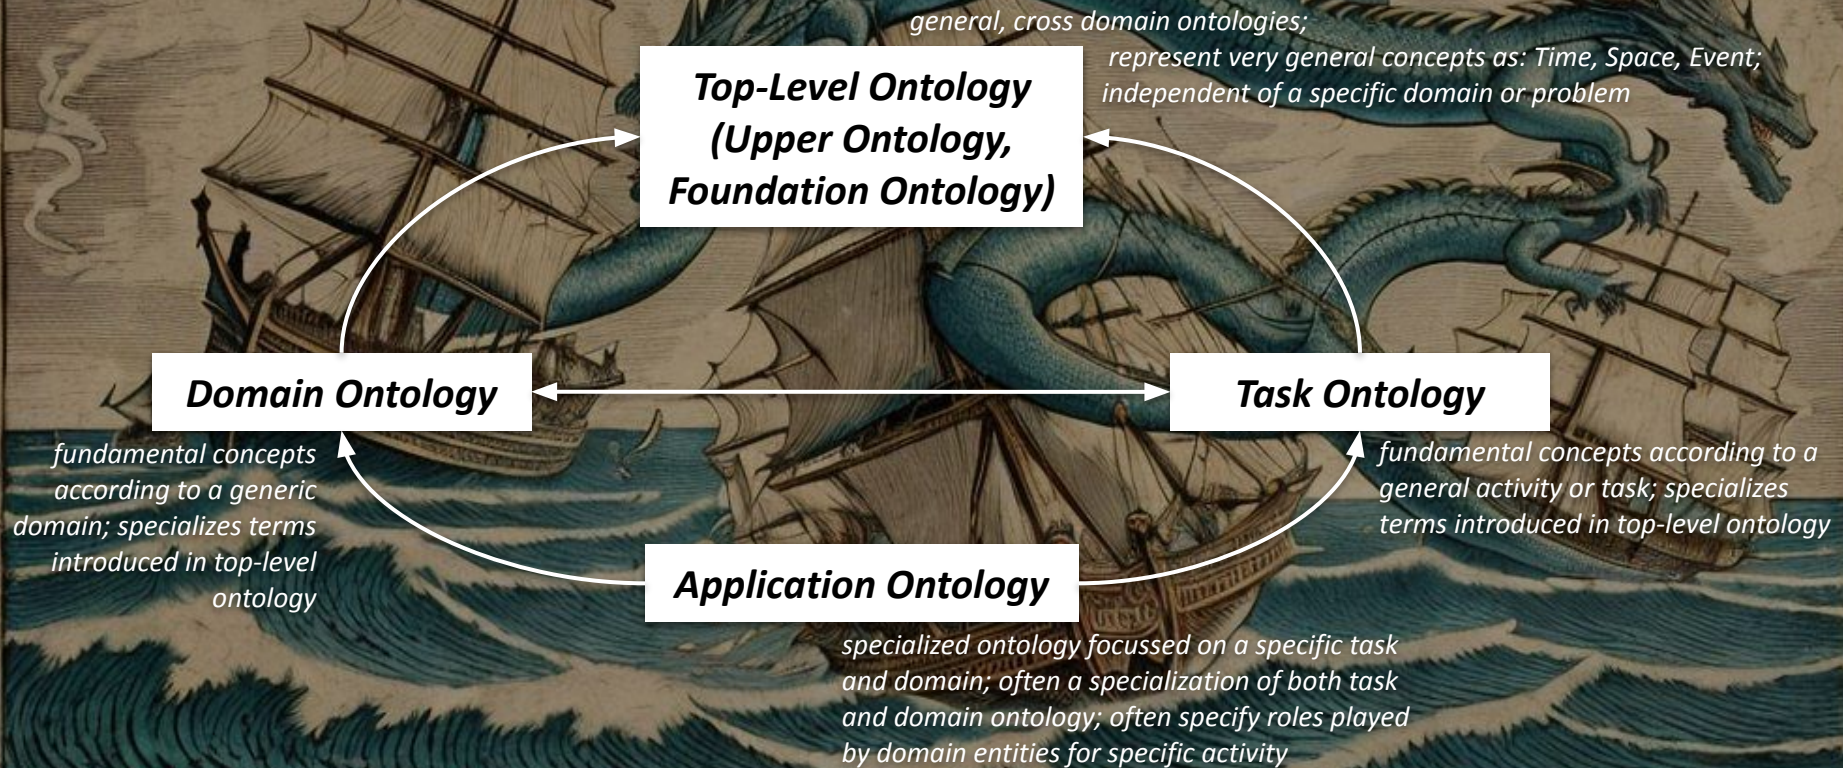 general, cross domain ontologies;
represent very general concepts as: Time, Space, Event;
independent of a specific domain or problem
Top-Level Ontology
(Upper Ontology,
Foundation Ontology)
Domain Ontology
Task Ontology
fundamental concepts
according to a generic
domain; specializes terms
introduced in top-level
ontology
fundamental concepts according to a
general activity or task; specializes
terms introduced in top-level ontology
Application Ontology
specialized ontology focussed on a specific task
and domain; often a specialization of both task
and domain ontology; often specify roles played
by domain entities for specific activity